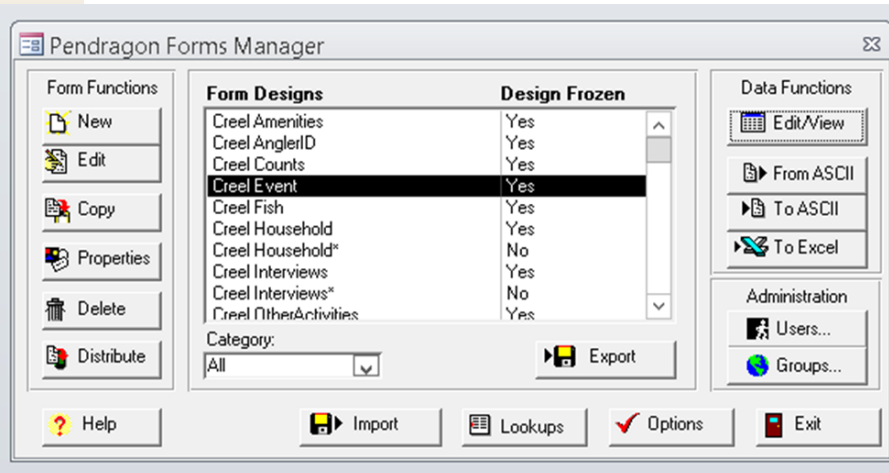 Pendragon Forms Manager
Form Functions
New
Edit
Copy
Properties
Delete
Distribute
Form Designs Design Frozen
Creel Amenities Yes
Creel AnglerID Yes
Creel Counts Yes
Creel Event Yes
Creel Fish Yes
Creel Household Yes
Creel Household* No
Creel Interviews Yes
Creel Interviews* No
Creel OtherActivities Yes
Category:
All
Export
Data Functions
Edit/View
From ASCII
To ASCII
To Excel
Administration
Users...
Groups...
Help
Import
Lookups
Options
Exit